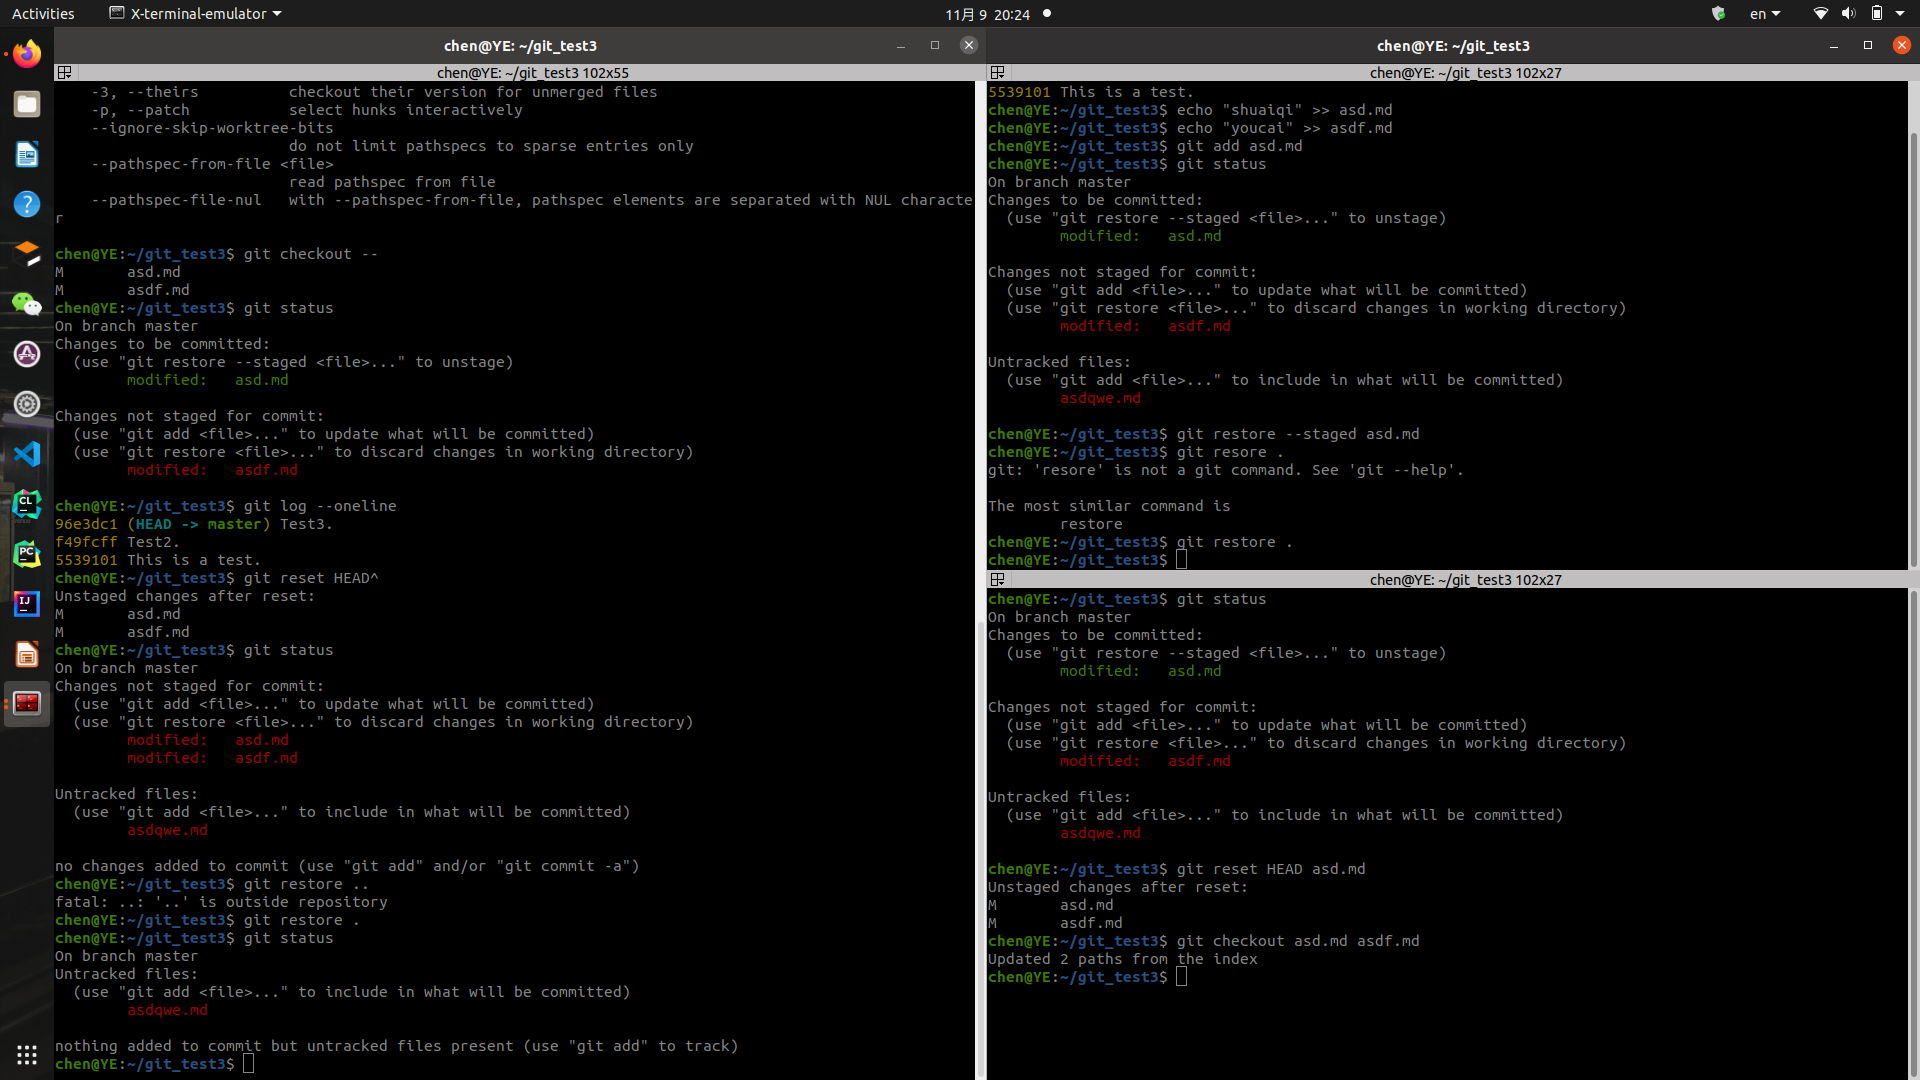 Activities
X-terminal-emulator
11月 9 20:24
en
chen@YE: ~/git_test3
chen@YE: ~/git_test3 102x55
    -3, --theirs          checkout their version for unmerged files
    -p, --patch           select hunks interactively
    --ignore-skip-worktree-bits
                          do not limit pathspecs to sparse entries only
    --pathspec-from-file <file>
                          read pathspec from file
    --pathspec-file-nul   with --pathspec-from-file, pathspec elements are separated with NUL characte
r
chen@YE:~/git_test3$ git checkout --
M       asd.md
M       asdf.md
chen@YE:~/git_test3$ git status
On branch master
Changes to be committed:
  (use "git restore --staged <file>..." to unstage)
        modified:   asd.md
Changes not staged for commit:
  (use "git add <file>..." to update what will be committed)
  (use "git restore <file>..." to discard changes in working directory)
        modified:   asdf.md
chen@YE:~/git_test3$ git log --oneline
96e3dc1 (HEAD -> master) Test3.
f49fcff Test2.
5539101 This is a test.
chen@YE:~/git_test3$ git reset HEAD^
Unstaged changes after reset:
M       asd.md
M       asdf.md
chen@YE:~/git_test3$ git status
On branch master
Changes not staged for commit:
  (use "git add <file>..." to update what will be committed)
  (use "git restore <file>..." to discard changes in working directory)
        modified:   asd.md
        modified:   asdf.md
Untracked files:
  (use "git add <file>..." to include in what will be committed)
        asdqwe.md
no changes added to commit (use "git add" and/or "git commit -a")
chen@YE:~/git_test3$ git restore ..
fatal: ..: '..' is outside repository
chen@YE:~/git_test3$ git restore .
chen@YE:~/git_test3$ git status
On branch master
Untracked files:
  (use "git add <file>..." to include in what will be committed)
        asdqwe.md
nothing added to commit but untracked files present (use "git add" to track)
chen@YE:~/git_test3$
chen@YE: ~/git_test3
chen@YE: ~/git_test3 102x27
5539101 This is a test.
chen@YE:~/git_test3$ echo "shuaiqi" >> asd.md
chen@YE:~/git_test3$ echo "youcai" >> asdf.md
chen@YE:~/git_test3$ git add asd.md
chen@YE:~/git_test3$ git status
On branch master
Changes to be committed:
  (use "git restore --staged <file>..." to unstage)
        modified:   asd.md
Changes not staged for commit:
  (use "git add <file>..." to update what will be committed)
  (use "git restore <file>..." to discard changes in working directory)
        modified:   asdf.md
Untracked files:
  (use "git add <file>..." to include in what will be committed)
        asdqwe.md
chen@YE:~/git_test3$ git restore --staged asd.md
chen@YE:~/git_test3$ git resore .
git: 'resore' is not a git command. See 'git --help'.
The most similar command is
        restore
chen@YE:~/git_test3$ git restore .
chen@YE:~/git_test3$
chen@YE: ~/git_test3 102x27
chen@YE:~/git_test3$ git status
On branch master
Changes to be committed:
  (use "git restore --staged <file>..." to unstage)
        modified:   asd.md
Changes not staged for commit:
  (use "git add <file>..." to update what will be committed)
  (use "git restore <file>..." to discard changes in working directory)
        modified:   asdf.md
Untracked files:
  (use "git add <file>..." to include in what will be committed)
        asdqwe.md
chen@YE:~/git_test3$ git reset HEAD asd.md
Unstaged changes after reset:
M       asd.md
M       asdf.md
chen@YE:~/git_test3$ git checkout asd.md asdf.md
Updated 2 paths from the index
chen@YE:~/git_test3$
?
A
CL
PC
IJ